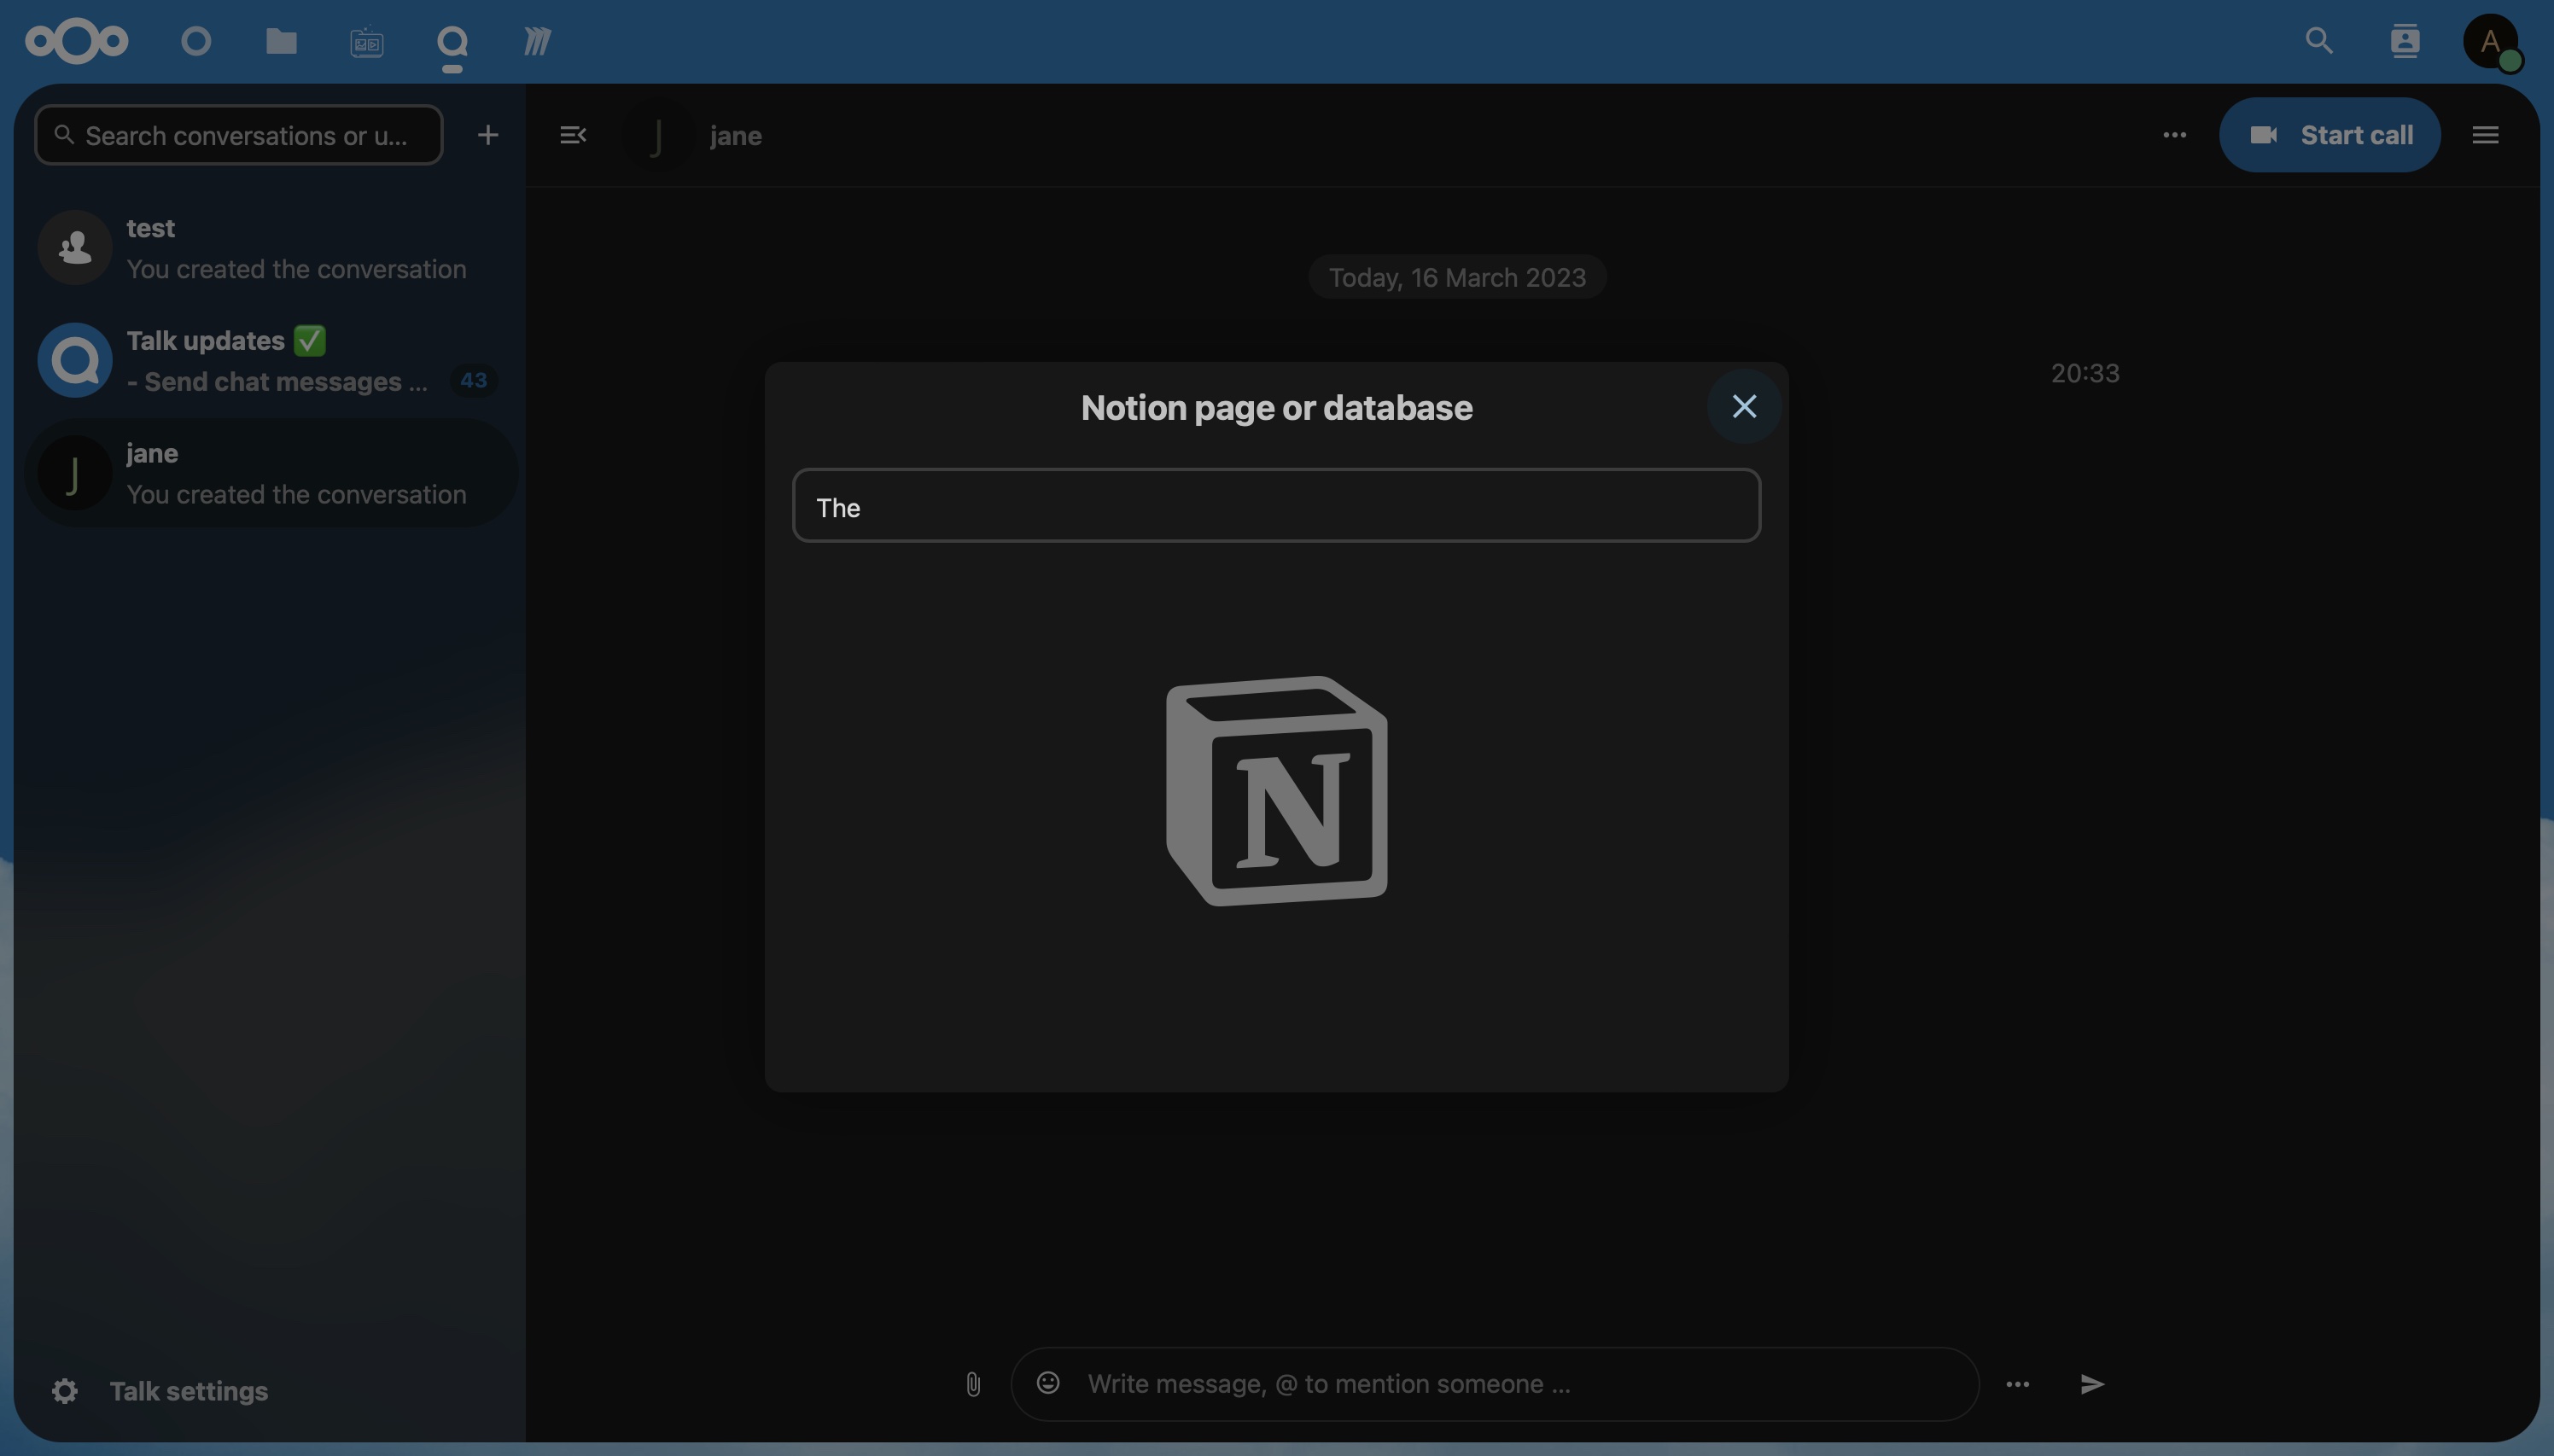 A
Search conversations or u...
test
You created the conversation
Talk updates ✅
- Send chat messages ...
43
J
jane
You created the conversation
Talk settings
J
jane
Start call
Today, 16 March 2023
20:33
Notion page or database
The
N
Write message, @ to mention someone ...